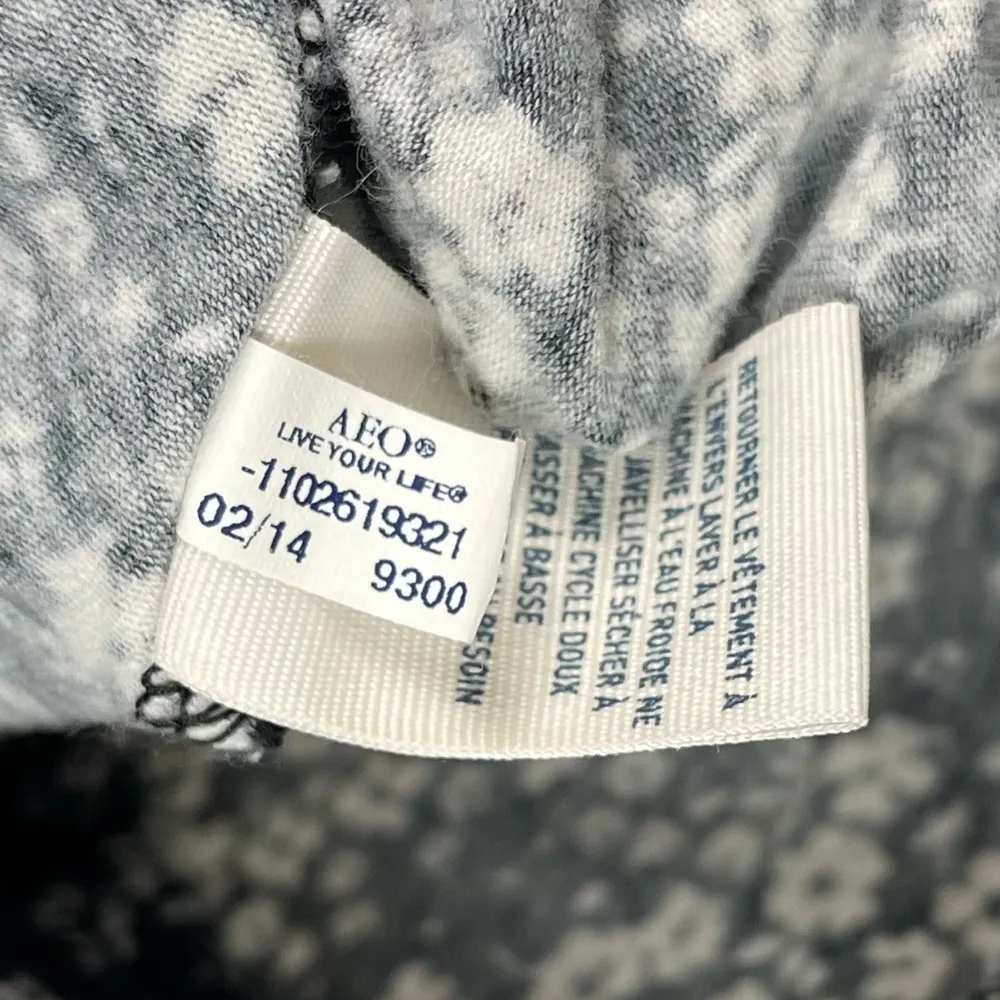 AEO®
LIVE YOUR LIFE®
-1102619321
02/14 9300
RETOURNER LE VÊTEMENT À
L'ENVERS LAVER À LA
MACHINE À L'EAU FROIDE NE
JAVELLISER SÉCHER À
MACHINE CYCLE DOUX
À BASSE
BESOIN